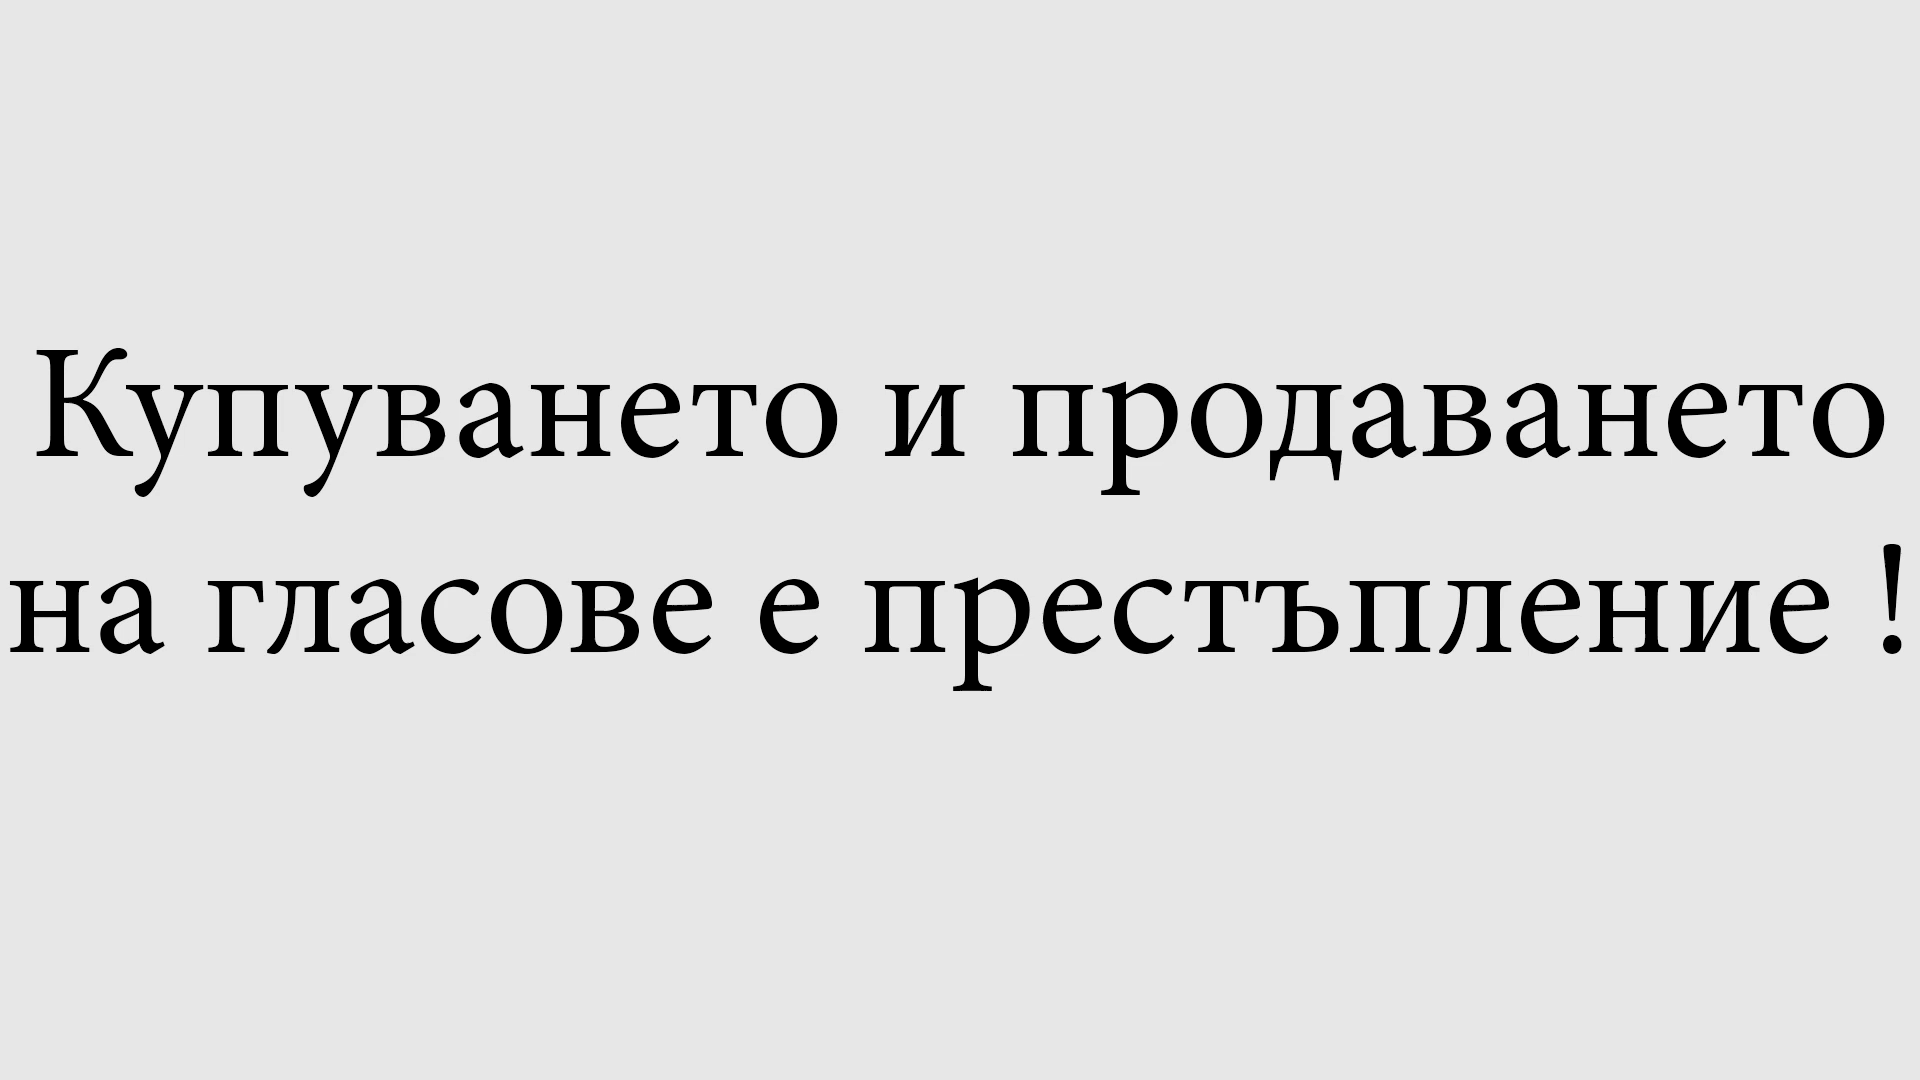 Купуването и продаването
на гласове е престъпление !